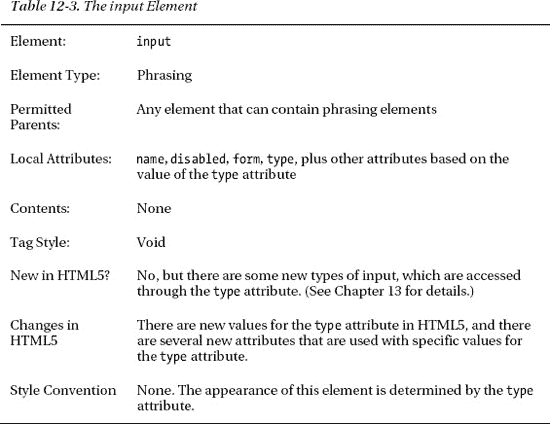 Table 12-3. The input Element
Element: input
Element Type: Phrasing
Permitted Any element that can contain phrasing elements
Parents:
Local Attributes: name, disabled, form, type, plus other attributes based on the
value of the type attribute
Contents: None
Tag Style: Void
New in HTML5? No, but there are some new types of input, which are accessed
through the type attribute. (See Chapter 13 for details.)
Changes in There are new values for the type attribute in HTML5, and there
HTML5 are several new attributes that are used with specific values for
the type attribute.
Style Convention None. The appearance of this element is determined by the type
attribute.